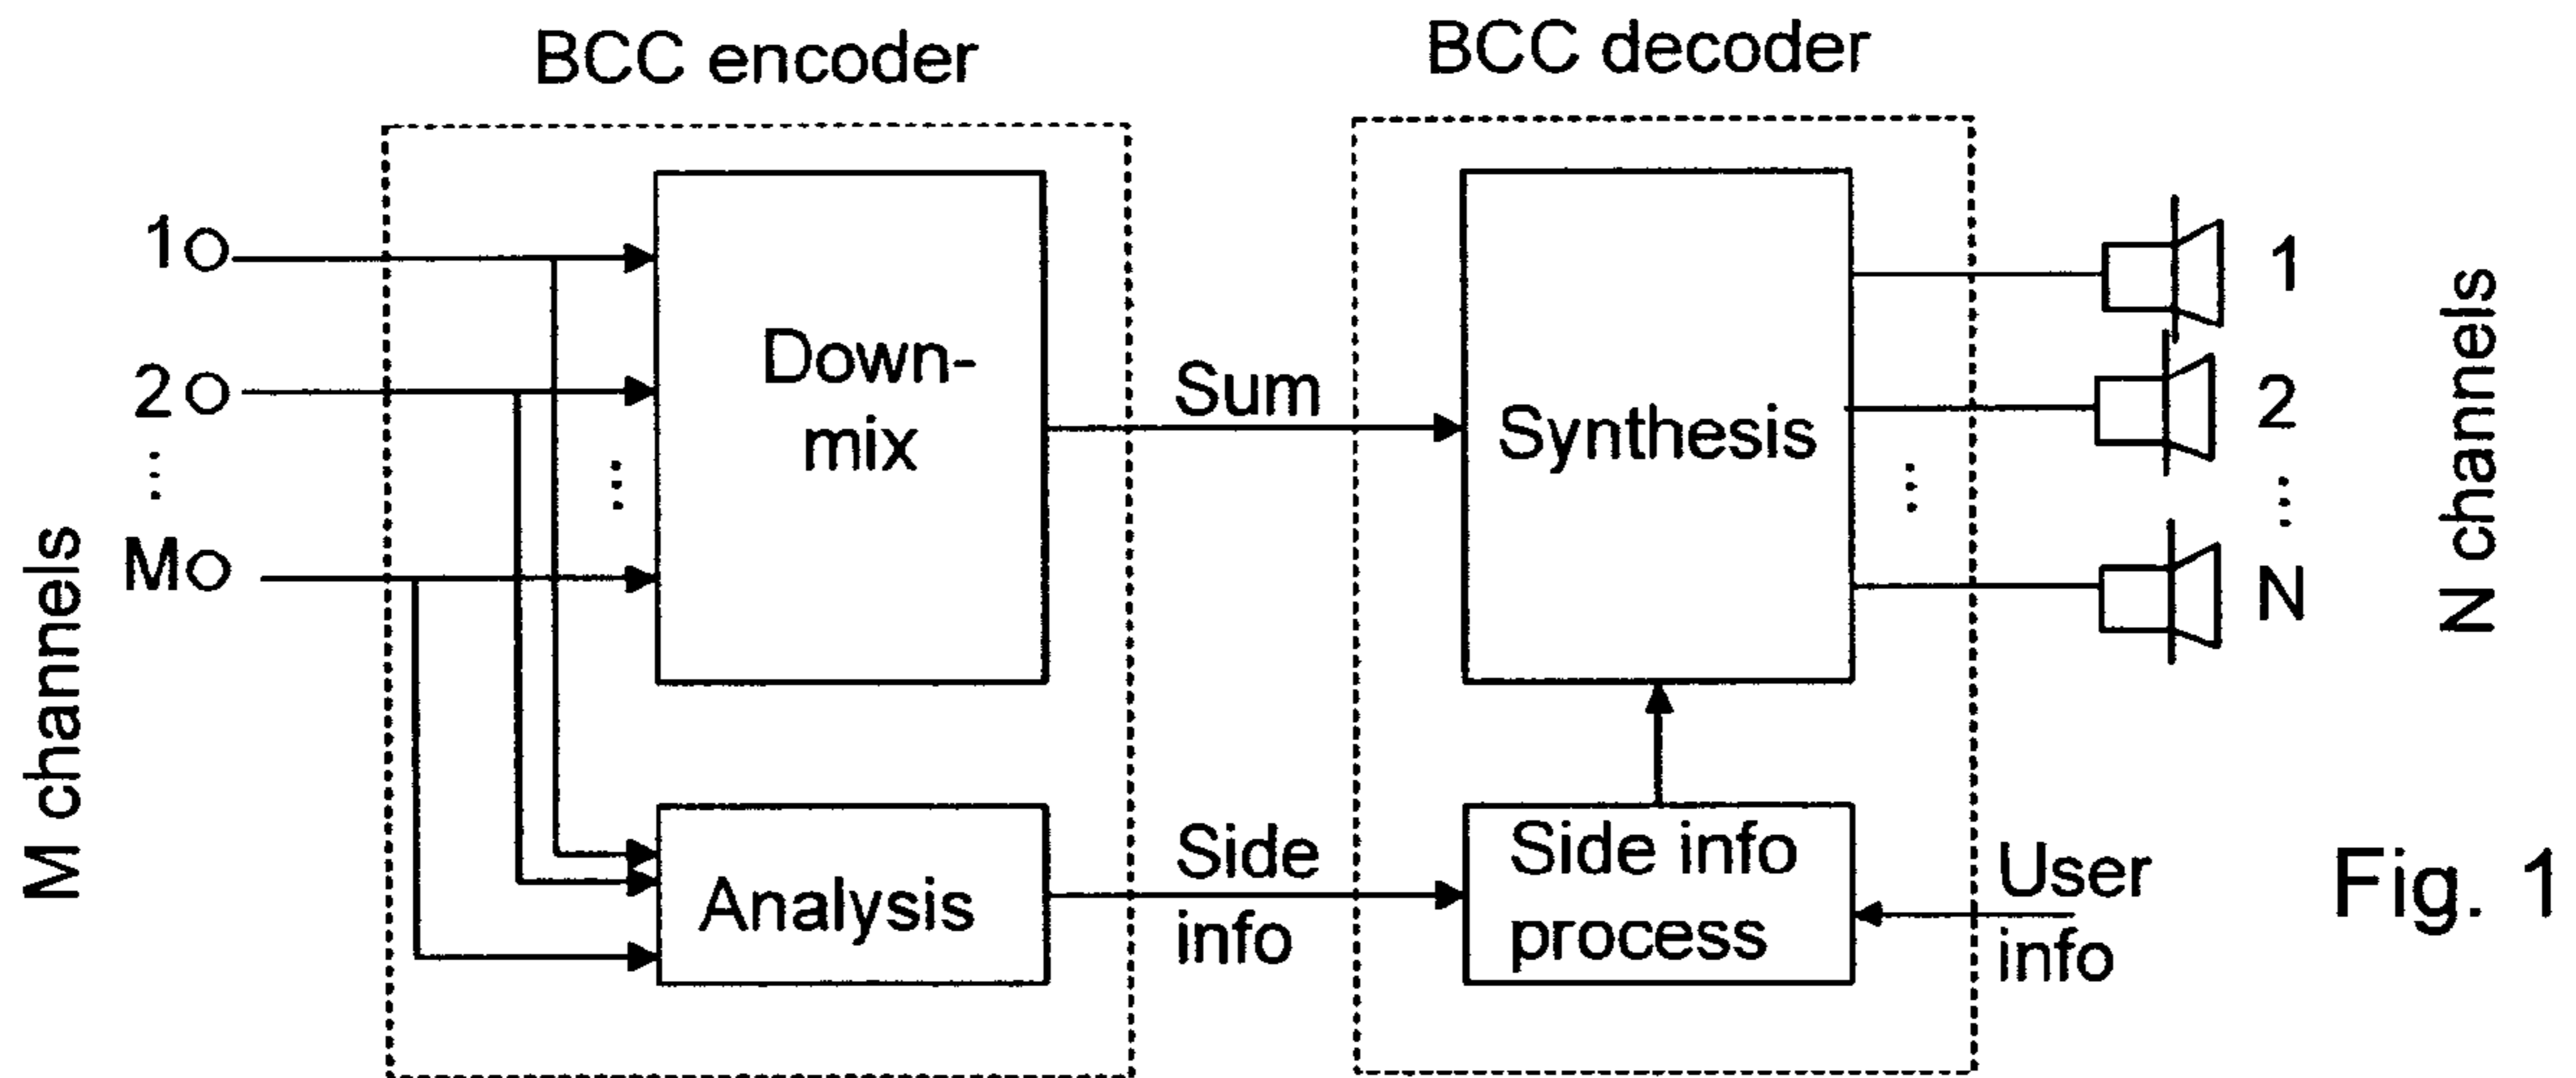 BCC encoder
BCC decoder
M channels
1
2
...
M
Down-
mix
...
Analysis
Sum
Side
info
Synthesis
...
Side info
process
User
info
1
2
...
N
N channels
Fig. 1